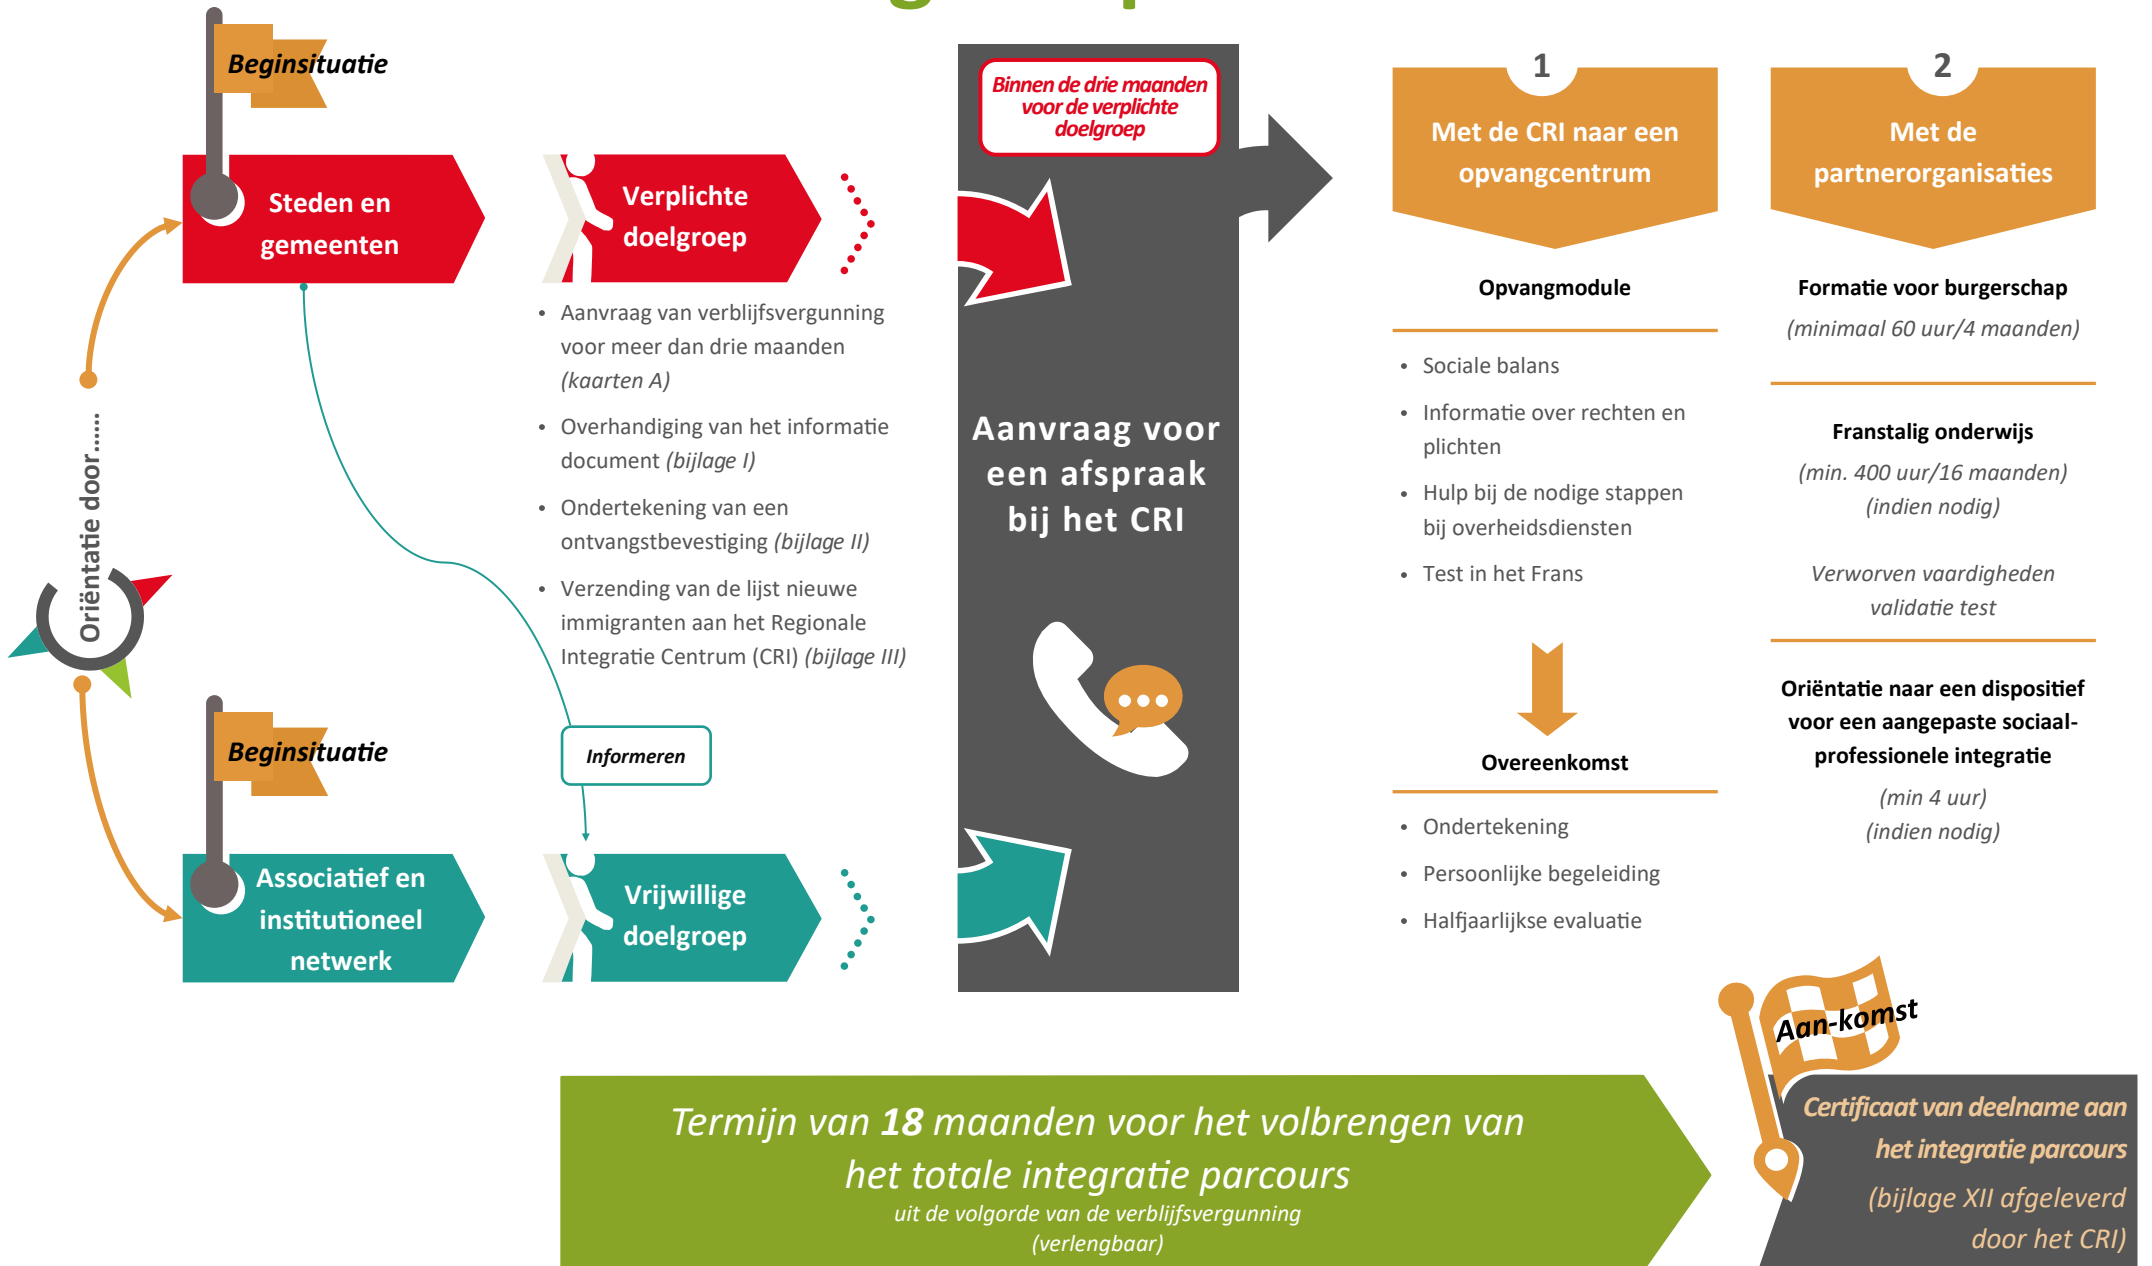 Beginsituatie
Steden en
gemeenten
Verplichte
doelgroep
• Aanvraag van verblijfsvergunning
voor meer dan drie maanden
(kaarten A)
• Overhandiging van het informatie
document (bijlage I)
• Ondertekening van een
ontvangstbevestiging (bijlage II)
• Verzending van de lijst nieuwe
immigranten aan het Regionale
Integratie Centrum (CRI) (bijlage III)
Oriëntatie door......
Informeren
Beginsituatie
Associatief en
institutioneel
netwerk
Vrijwillige
doelgroep
Binnen de drie maanden
voor de verplichte
doelgroep
Aanvraag voor
een afspraak
bij het CRI
1
Met de CRI naar een
opvangcentrum
Opvangmodule
• Sociale balans
• Informatie over rechten en
plichten
• Hulp bij de nodige stappen
bij overheidsdiensten
• Test in het Frans
Overeenkomst
• Ondertekening
• Persoonlijke begeleiding
• Halfjaarlijkse evaluatie
2
Met de
partnerorganisaties
Formatie voor burgerschap
(minimaal 60 uur/4 maanden)
Franstalig onderwijs
(min. 400 uur/16 maanden)
(indien nodig)
Verworven vaardigheden
validatie test
Oriëntatie naar een dispositief
voor een aangepaste sociaal-
professionele integratie
(min 4 uur)
(indien nodig)
Aan-komst
Termijn van 18 maanden voor het volbrengen van
het totale integratie parcours
uit de volgorde van de verblijfsvergunning
(verlengbaar)
Certificaat van deelname aan
het integratie parcours
(bijlage XII afgeleverd
door het CRI)